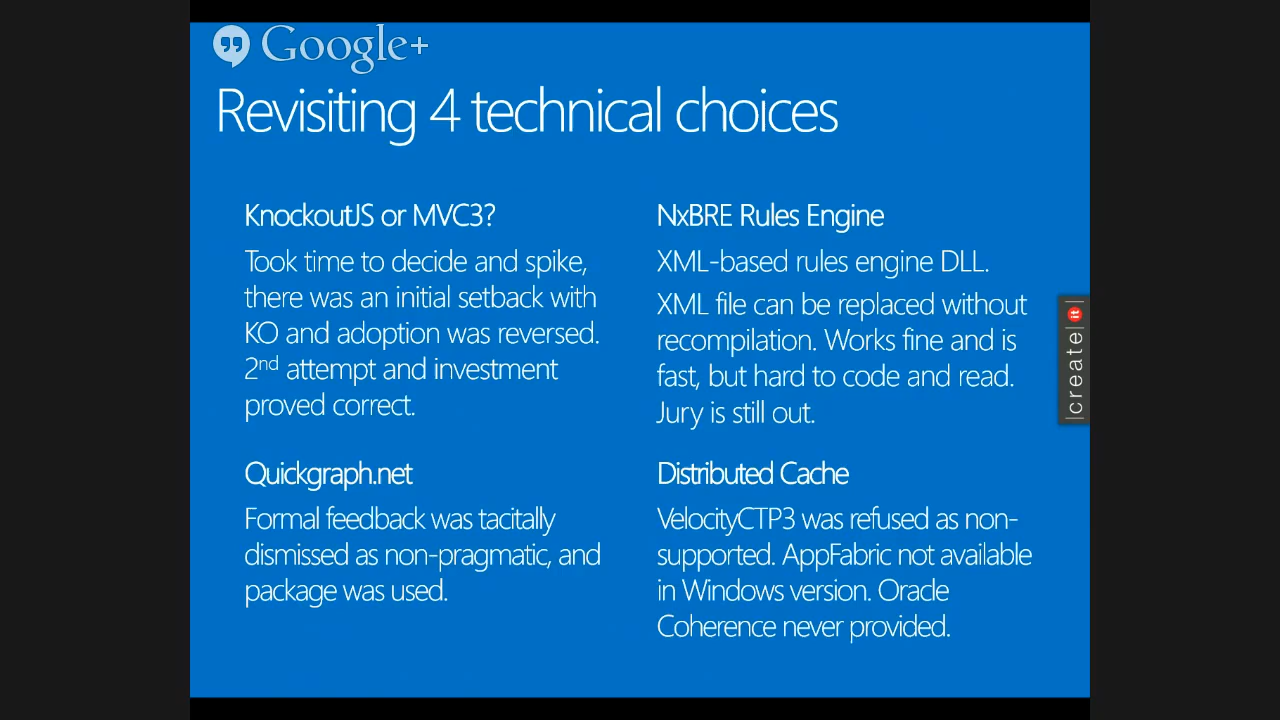 Google+
Revisiting 4 technical choices
KnockoutJS or MVC3?
Took time to decide and spike,
there was an initial setback with
KO and adoption was reversed.
2nd attempt and investment
proved correct.
NxBRE Rules Engine
XML-based rules engine DLL.
XML file can be replaced without
recompilation. Works fine and is
fast, but hard to code and read.
Jury is still out.
Quickgraph.net
Formal feedback was tacitally
dismissed as non-pragmatic, and
package was used.
Distributed Cache
VelocityCTP3 was refused as non-
supported. AppFabric not available
in Windows version. Oracle
Coherence never provided.
|create|it|